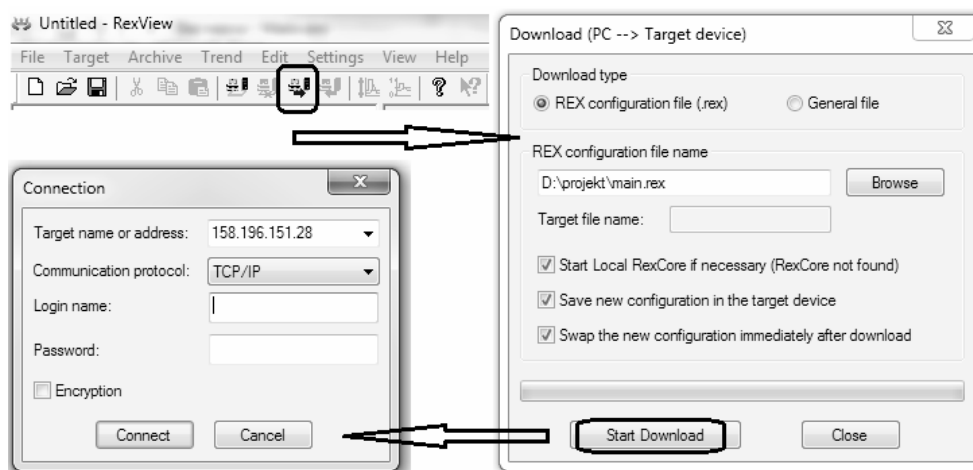 Untitled - RexView
File Target Archive Trend Edit Settings View Help
Download (PC --> Target device)
Download type
REX configuration file (.rex) General file
REX configuration file name
D:\projekt\main.rex Browse
Target file name:
Start Local RexCore if necessary (RexCore not found)
Save new configuration in the target device
Swap the new configuration immediately after download
Start Download Close
Connection
Target name or address: 158.196.151.28
Communication protocol: TCP/IP
Login name:
Password:
Encryption
Connect Cancel